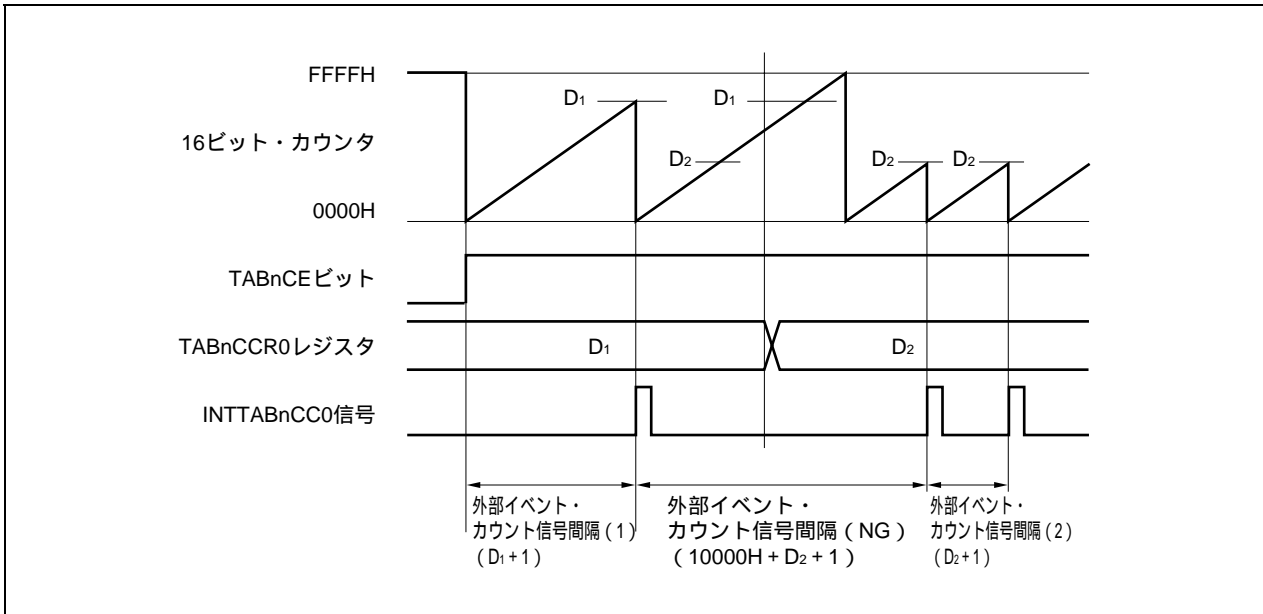 FFFFH
16ビット・カウンタ
0000H
D1
D1
D2
D2
D2
TABnCEビット
TABnCCR0レジスタ
D1
D2
INTTABnCC0信号
外部イベント・
カウント信号間隔（1）
（D1＋1）
外部イベント・
カウント信号間隔（NG）
（10000H＋D2＋1）
外部イベント・
カウント信号間隔（2）
（D2＋1）